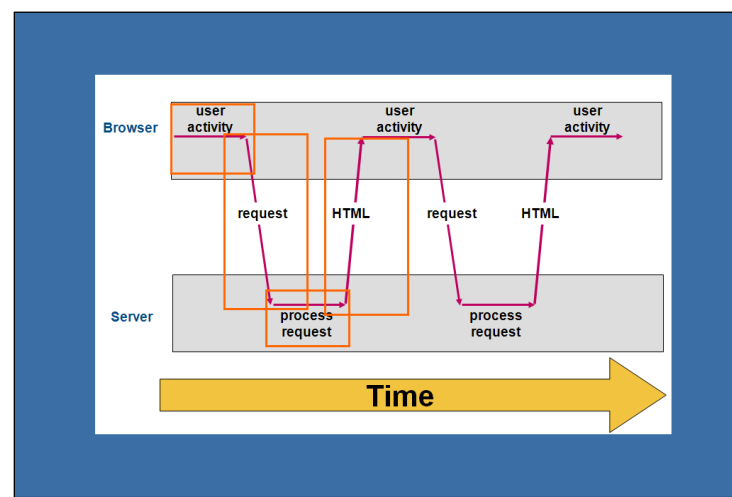 user
activity
user
activity
user
activity
Browser
request
HTML
request
HTML
Server
process
request
process
request
Time